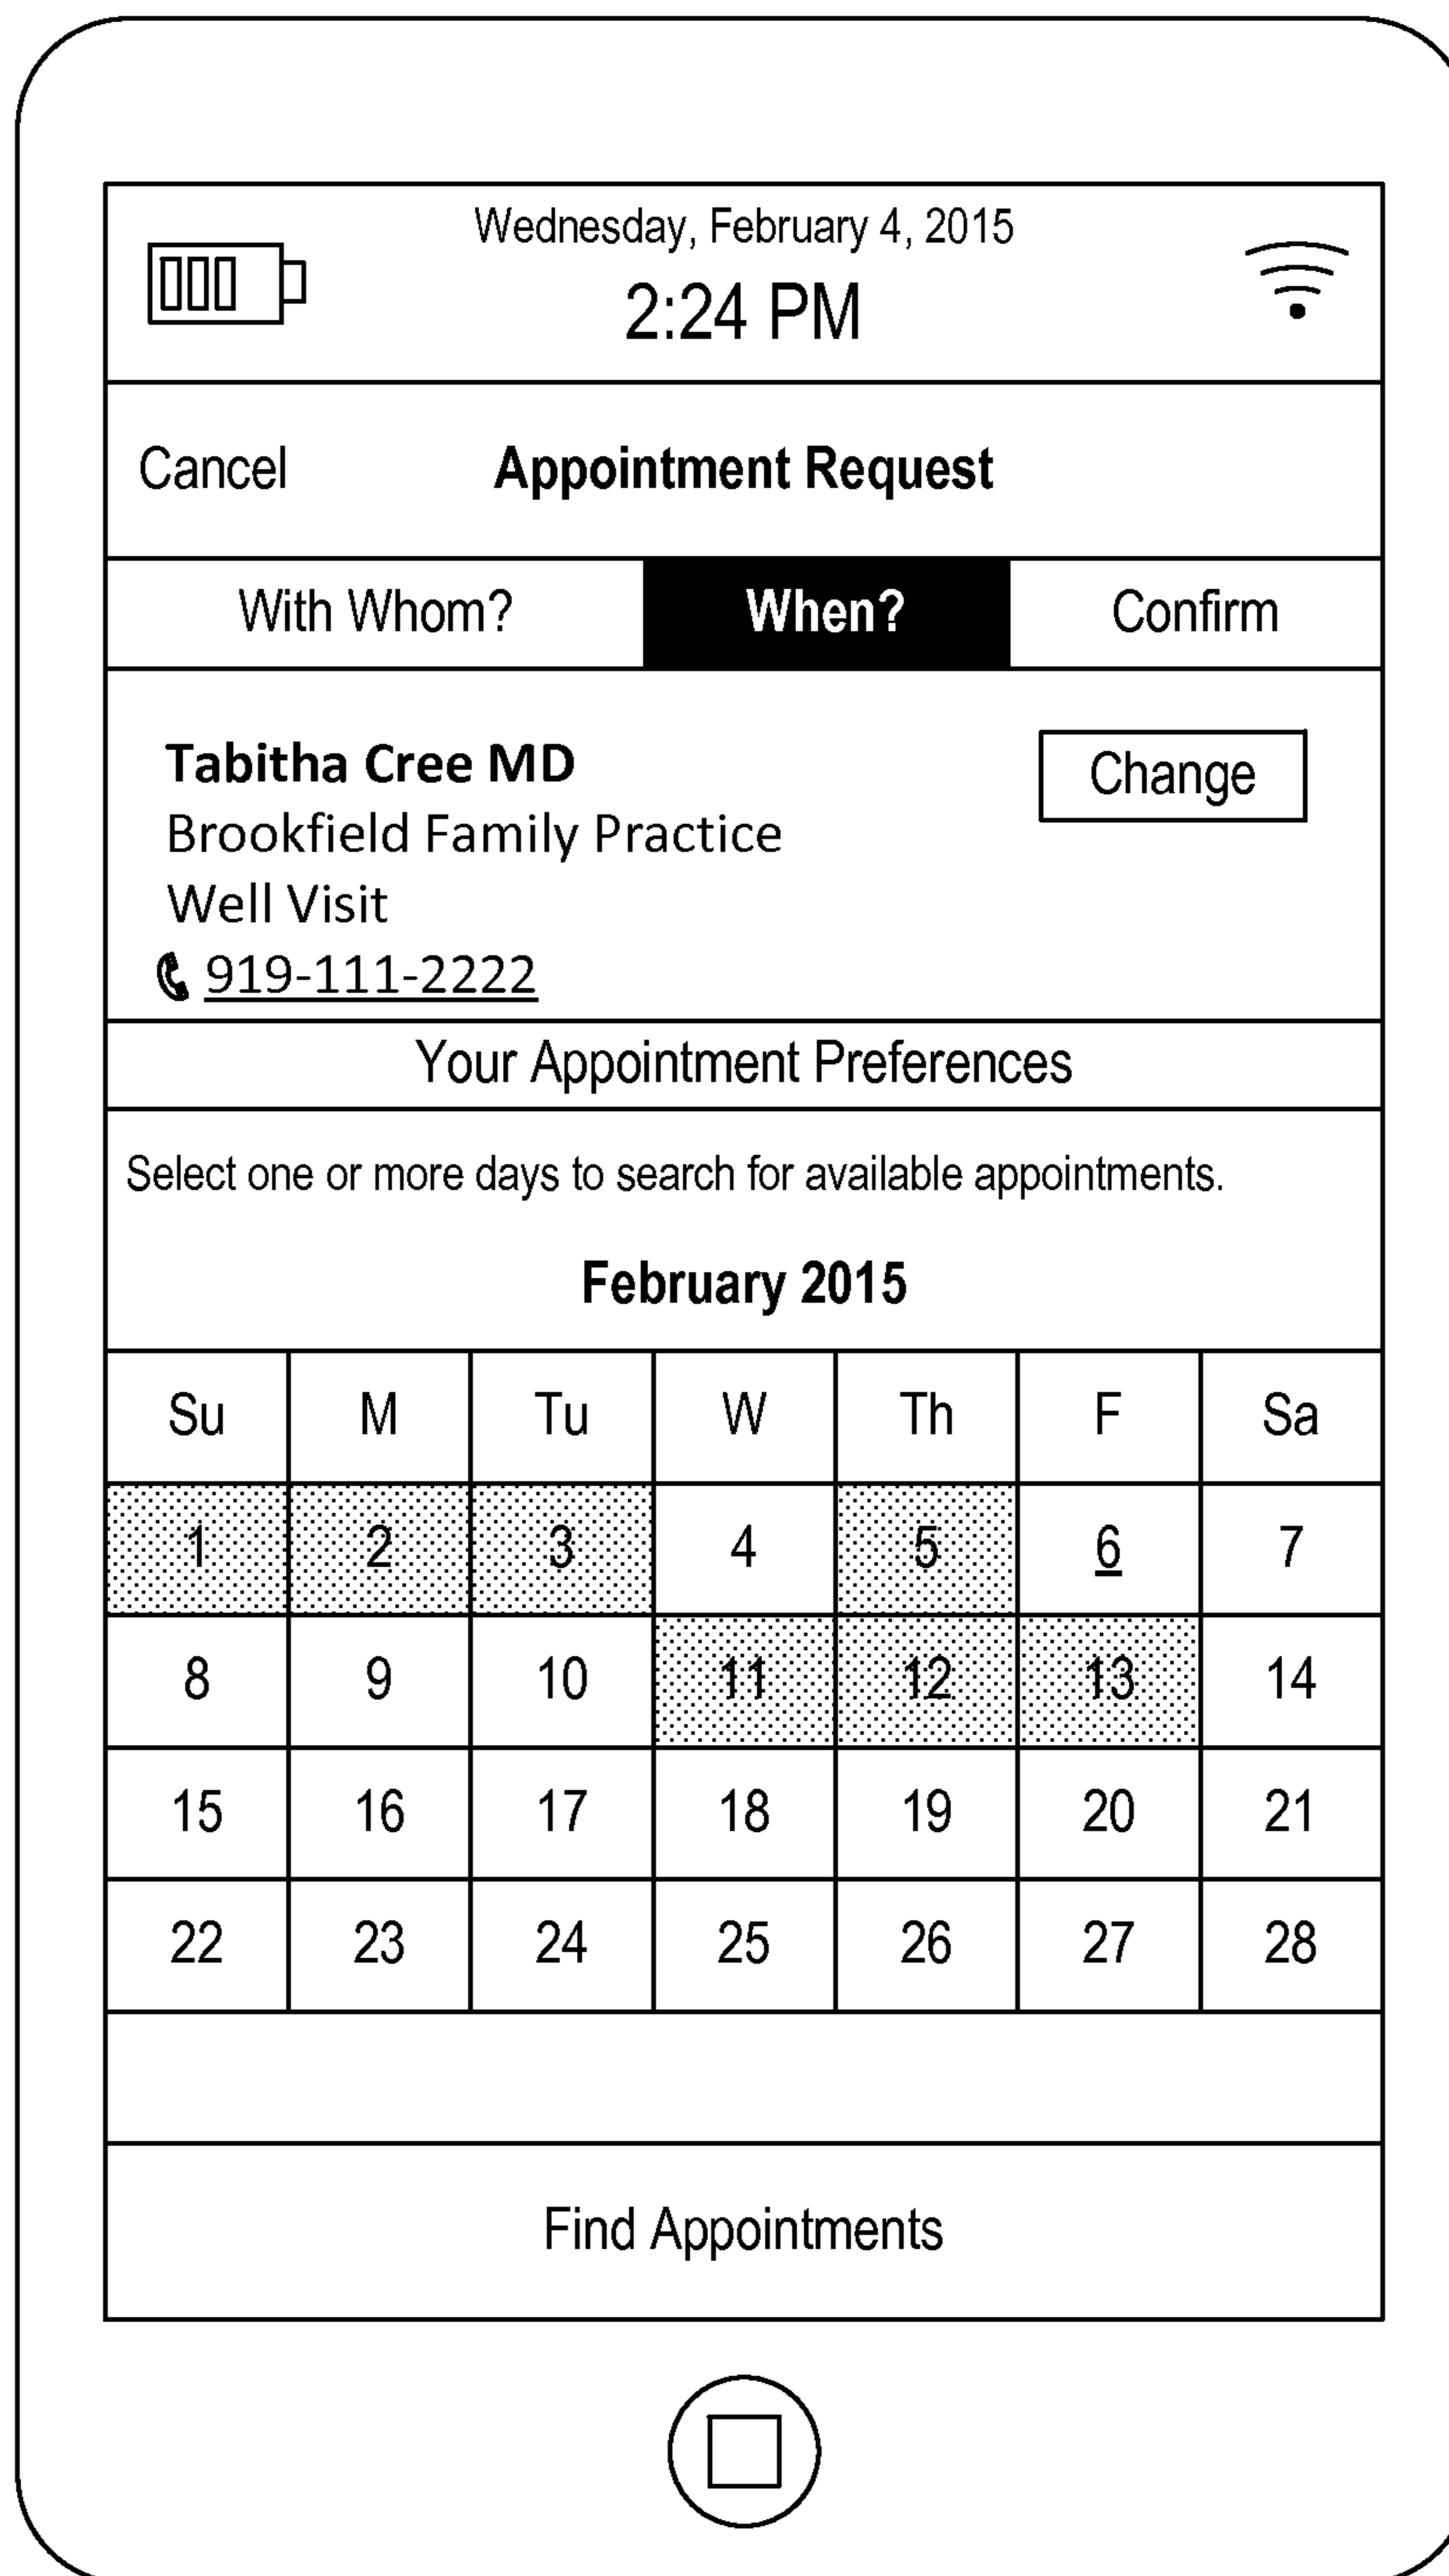 Wednesday, February 4, 2015
2:24 PM
Cancel Appointment Request
With Whom? When? Confirm
Tabitha Cree MD
Change
Brookfield Family Practice
Well Visit
919-111-2222
Your Appointment Preferences
Select one or more days to search for available appointments.
February 2015
Su M Tu W Th F Sa
1 2 3 4 5 6 7
8 9 10 11 12 13 14
15 16 17 18 19 20 21
22 23 24 25 26 27 28
Find Appointments